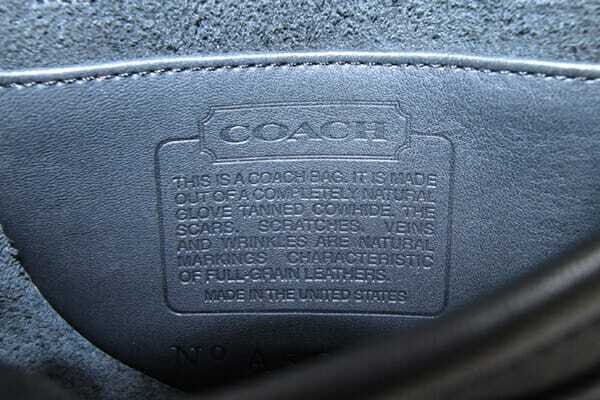 COACH
THIS IS A COACH BAG. IT IS MADE
OUT OF A COMPLETELY NATURAL
GLOVE TANNED COWHIDE. THE
SCARS, SCRATCHES, VEINS
AND WRINKLES ARE NATURAL
MARKINGS CHARACTERISTIC
OF FULL-GRAIN LEATHERS.
MADE IN THE UNITED STATES
Nº A